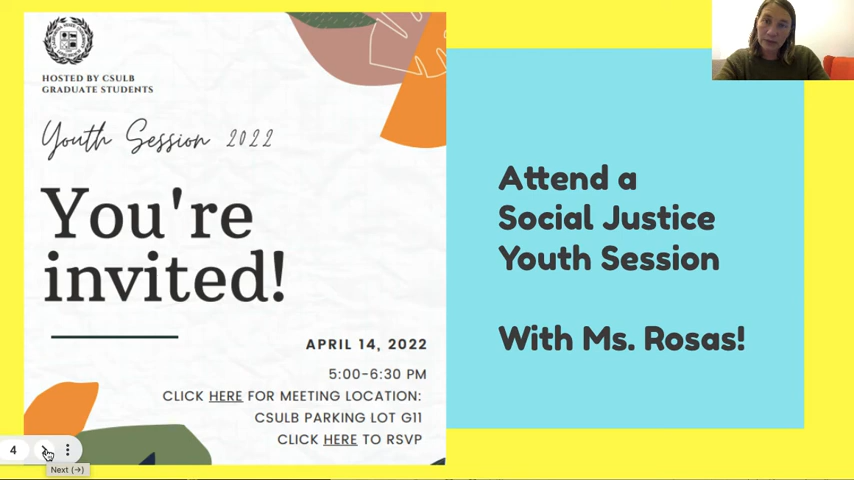 HOSTED BY CSULB
GRADUATE STUDENTS
Youth Session 2022
You're
invited!
APRIL 14, 2022
5:00-6:30 PM
CLICK HERE FOR MEETING LOCATION:
CSULB PARKING LOT G11
CLICK HERE TO RSVP
Attend a
Social Justice
Youth Session
With Ms. Rosas!
4
Next (→)